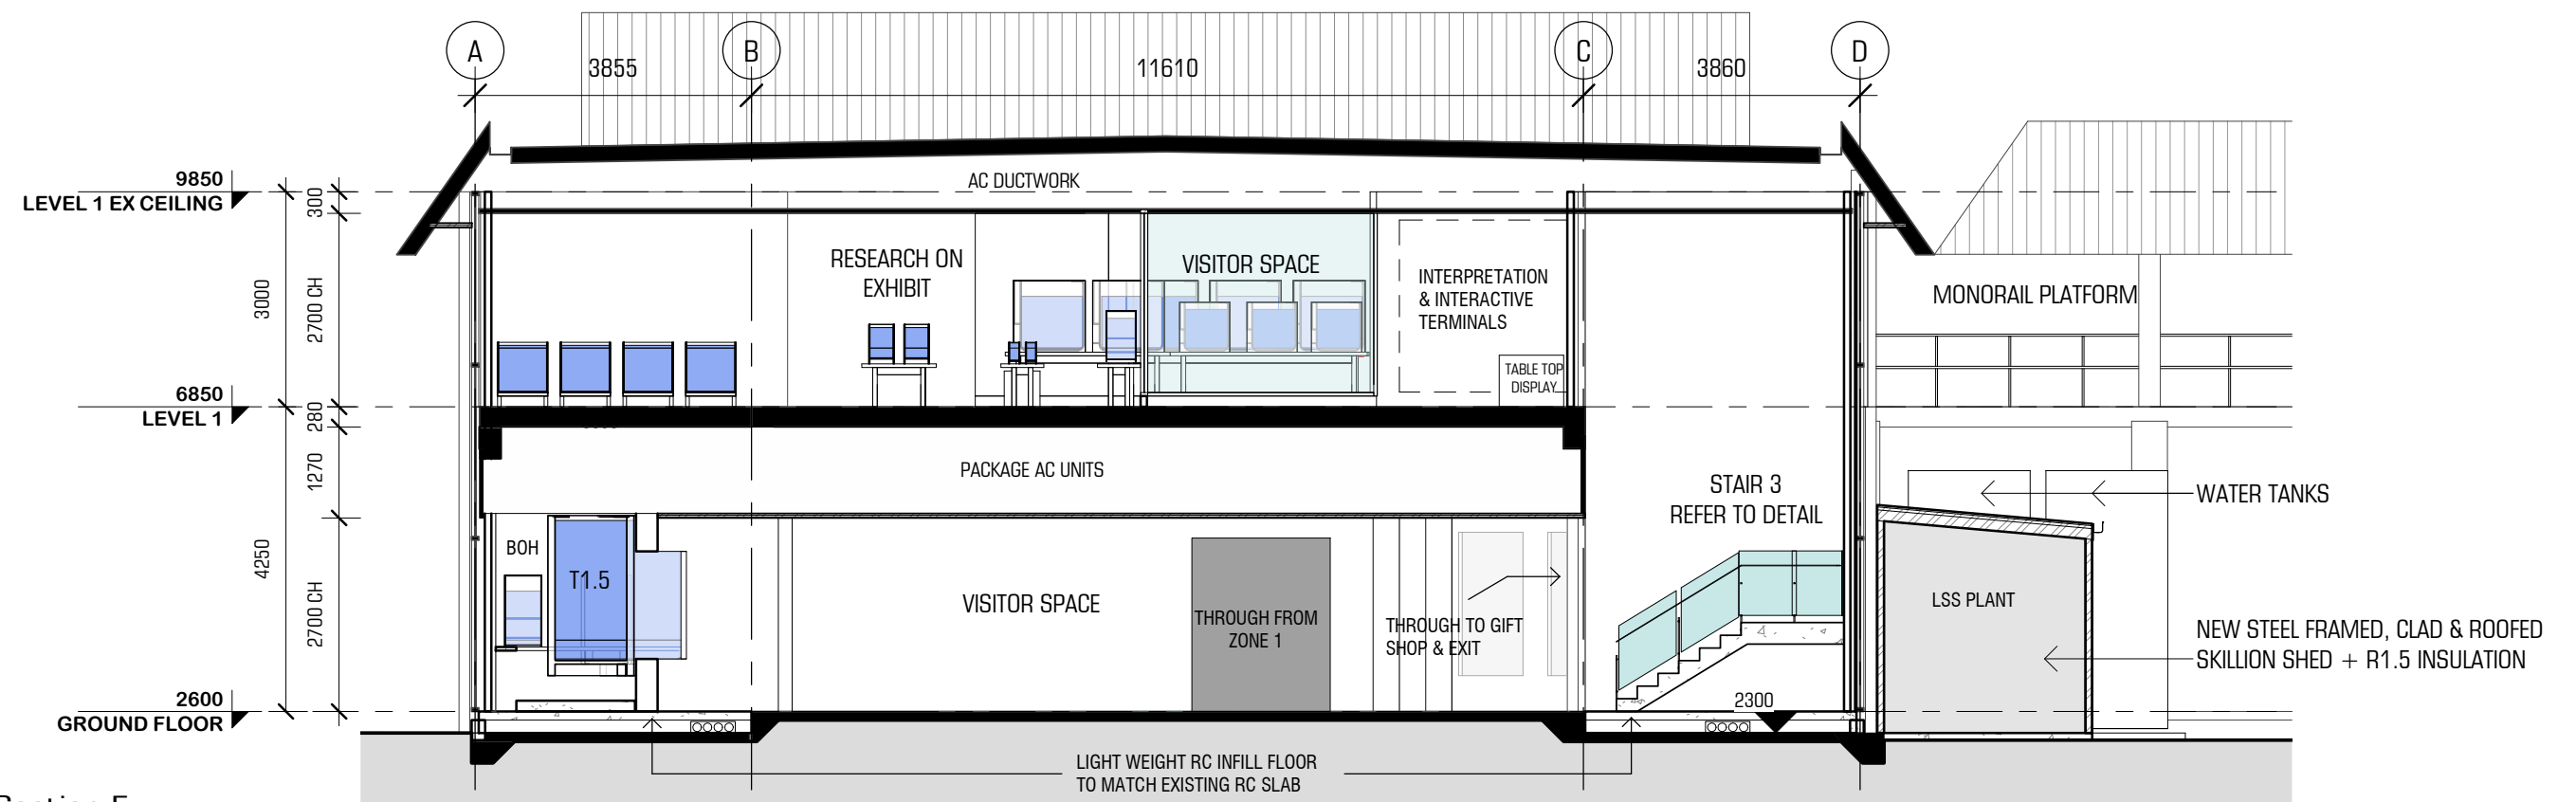 A
B
C
D
3855
11610
3860
9850
LEVEL 1 EX CEILING
300
AC DUCTWORK
3000
2700 CH
RESEARCH ON
EXHIBIT
VISITOR SPACE
INTERPRETATION
& INTERACTIVE
TERMINALS
MONORAIL PLATFORM
TABLE TOP
DISPLAY
6850
LEVEL 1
280
1270
PACKAGE AC UNITS
STAIR 3
REFER TO DETAIL
WATER TANKS
4250
2700 CH
BOH
T1.5
VISITOR SPACE
THROUGH FROM
ZONE 1
THROUGH TO GIFT
SHOP & EXIT
LSS PLANT
NEW STEEL FRAMED, CLAD & ROOFED
SKILLION SHED + R1.5 INSULATION
2600
GROUND FLOOR
2300
LIGHT WEIGHT RC INFILL FLOOR
TO MATCH EXISTING RC SLAB